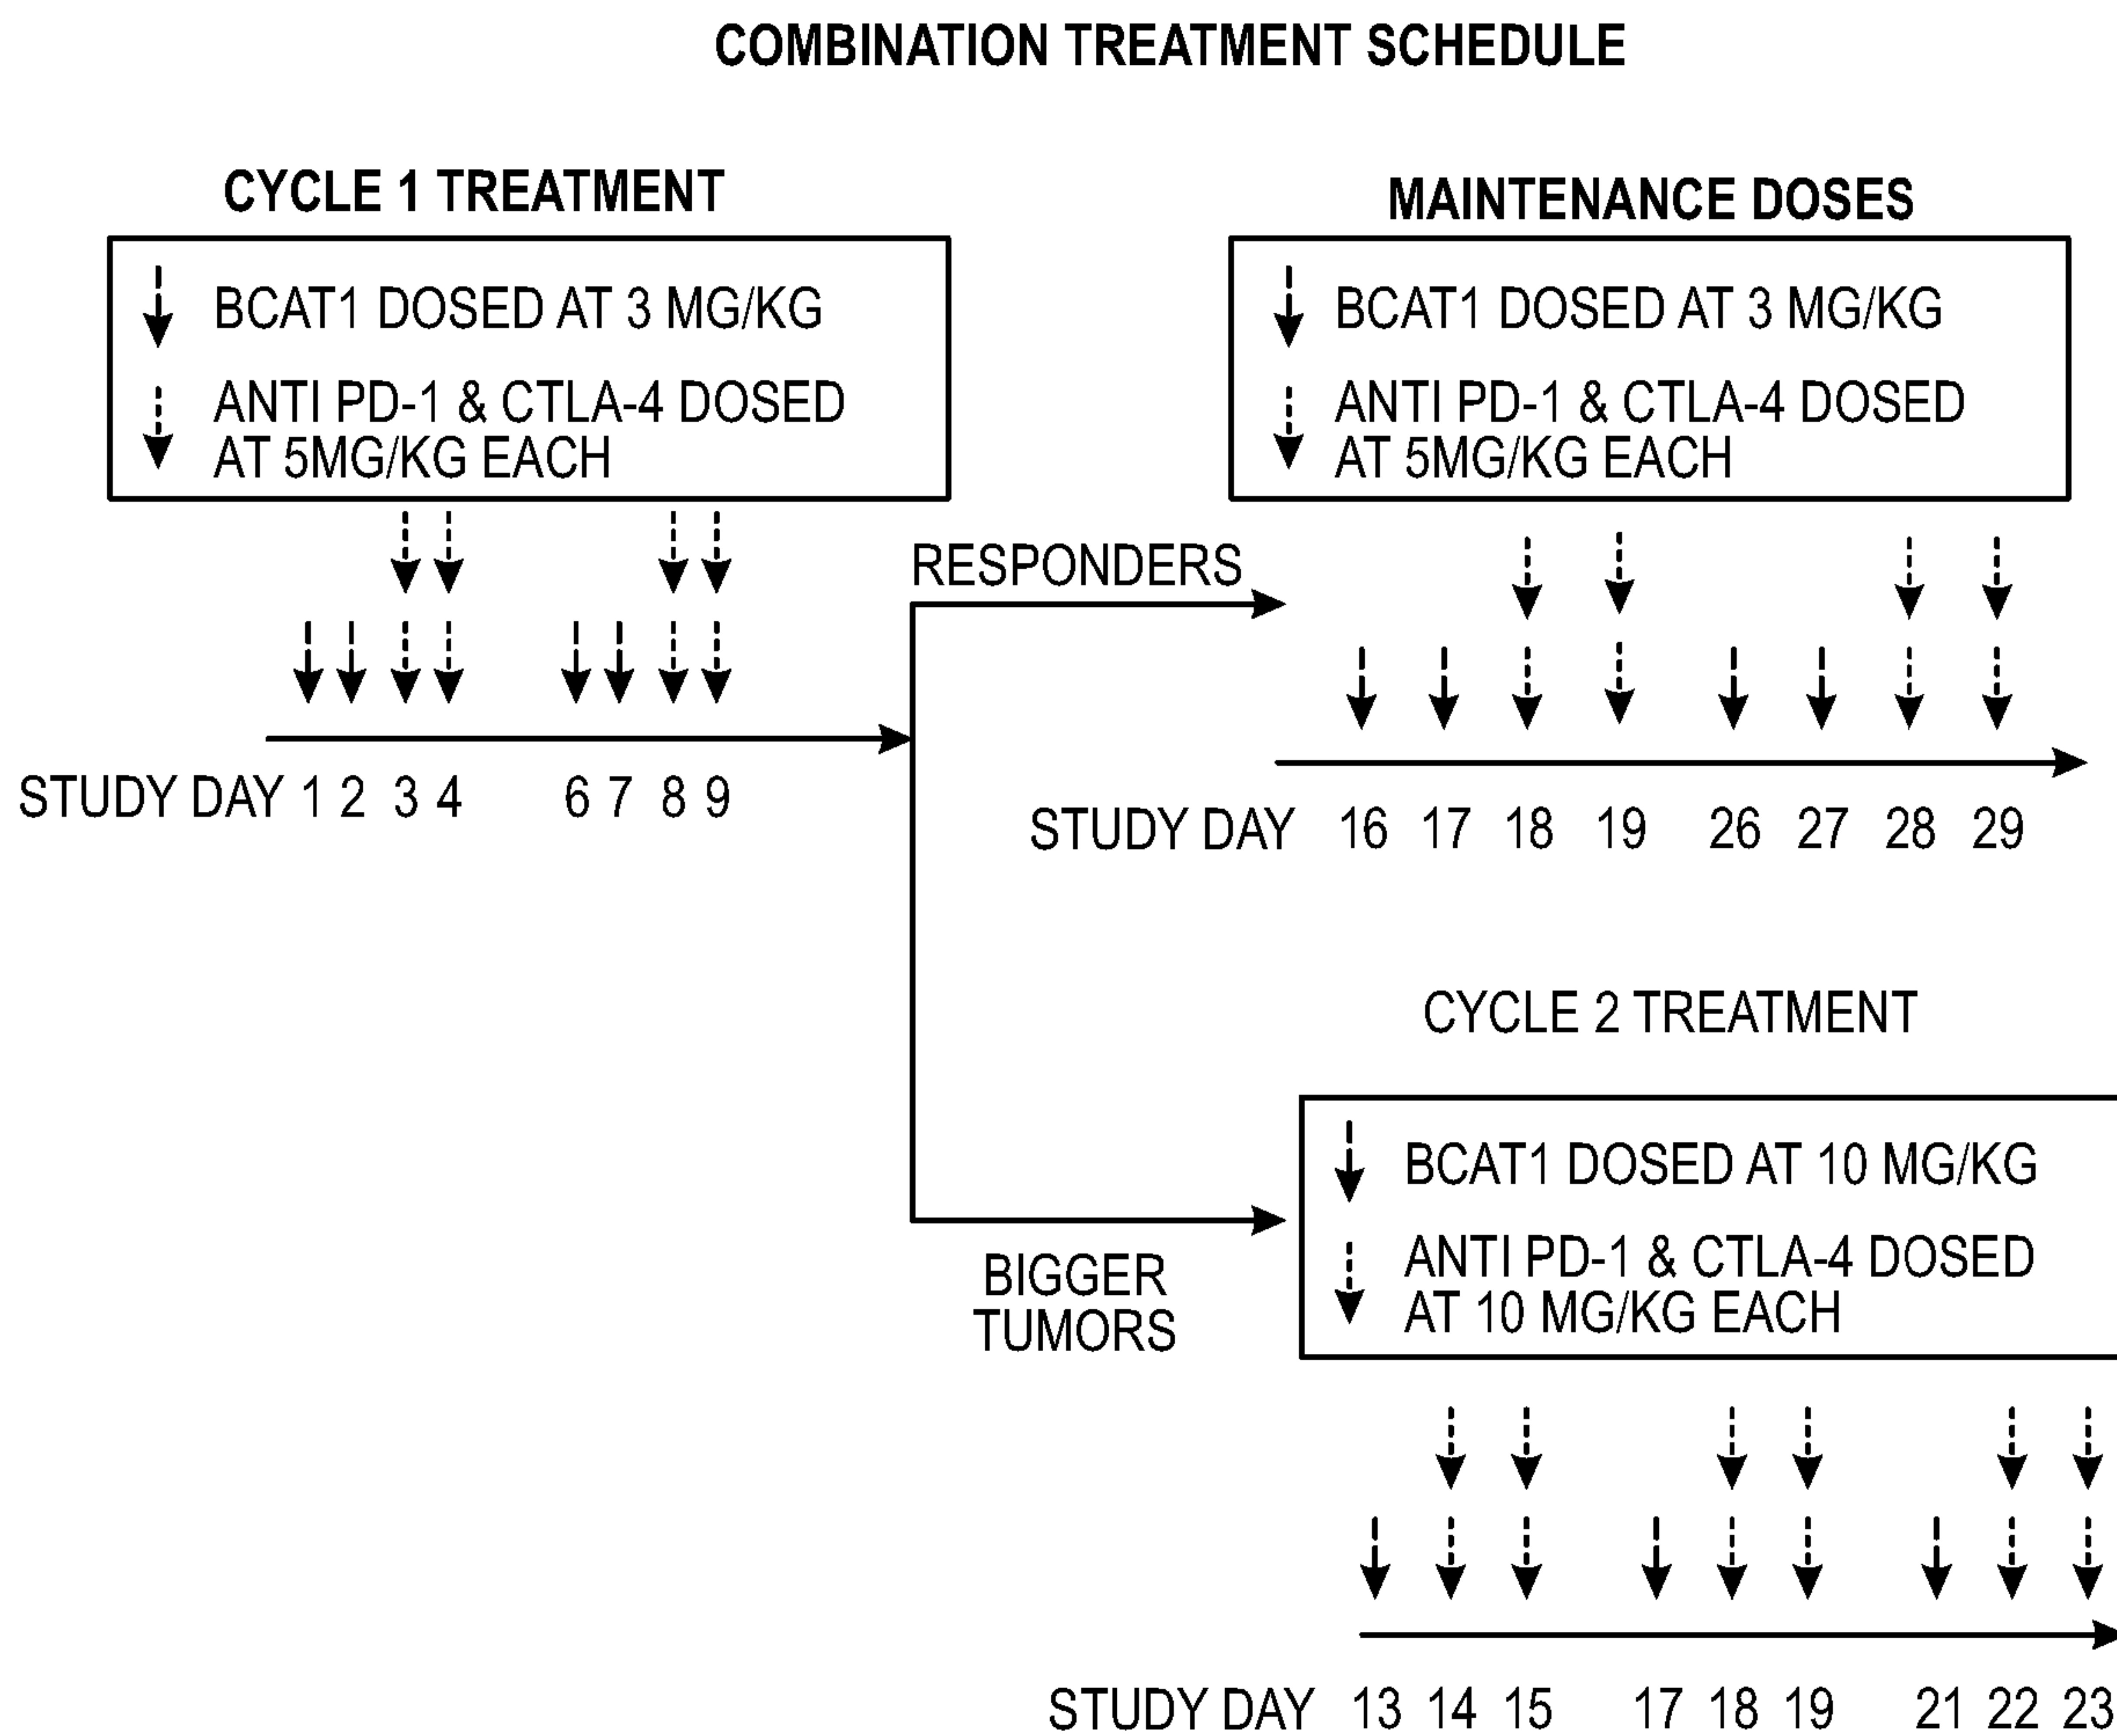 COMBINATION TREATMENT SCHEDULE
CYCLE 1 TREATMENT
BCAT1 DOSED AT 3 MG/KG
ANTI PD-1 & CTLA-4 DOSED
AT 5MG/KG EACH
STUDY DAY 1 2 3 4 6 7 8 9
RESPONDERS
MAINTENANCE DOSES
BCAT1 DOSED AT 3 MG/KG
ANTI PD-1 & CTLA-4 DOSED
AT 5MG/KG EACH
STUDY DAY 16 17 18 19 26 27 28 29
BIGGER
TUMORS
CYCLE 2 TREATMENT
BCAT1 DOSED AT 10 MG/KG
ANTI PD-1 & CTLA-4 DOSED
AT 10 MG/KG EACH
STUDY DAY 13 14 15 17 18 19 21 22 23